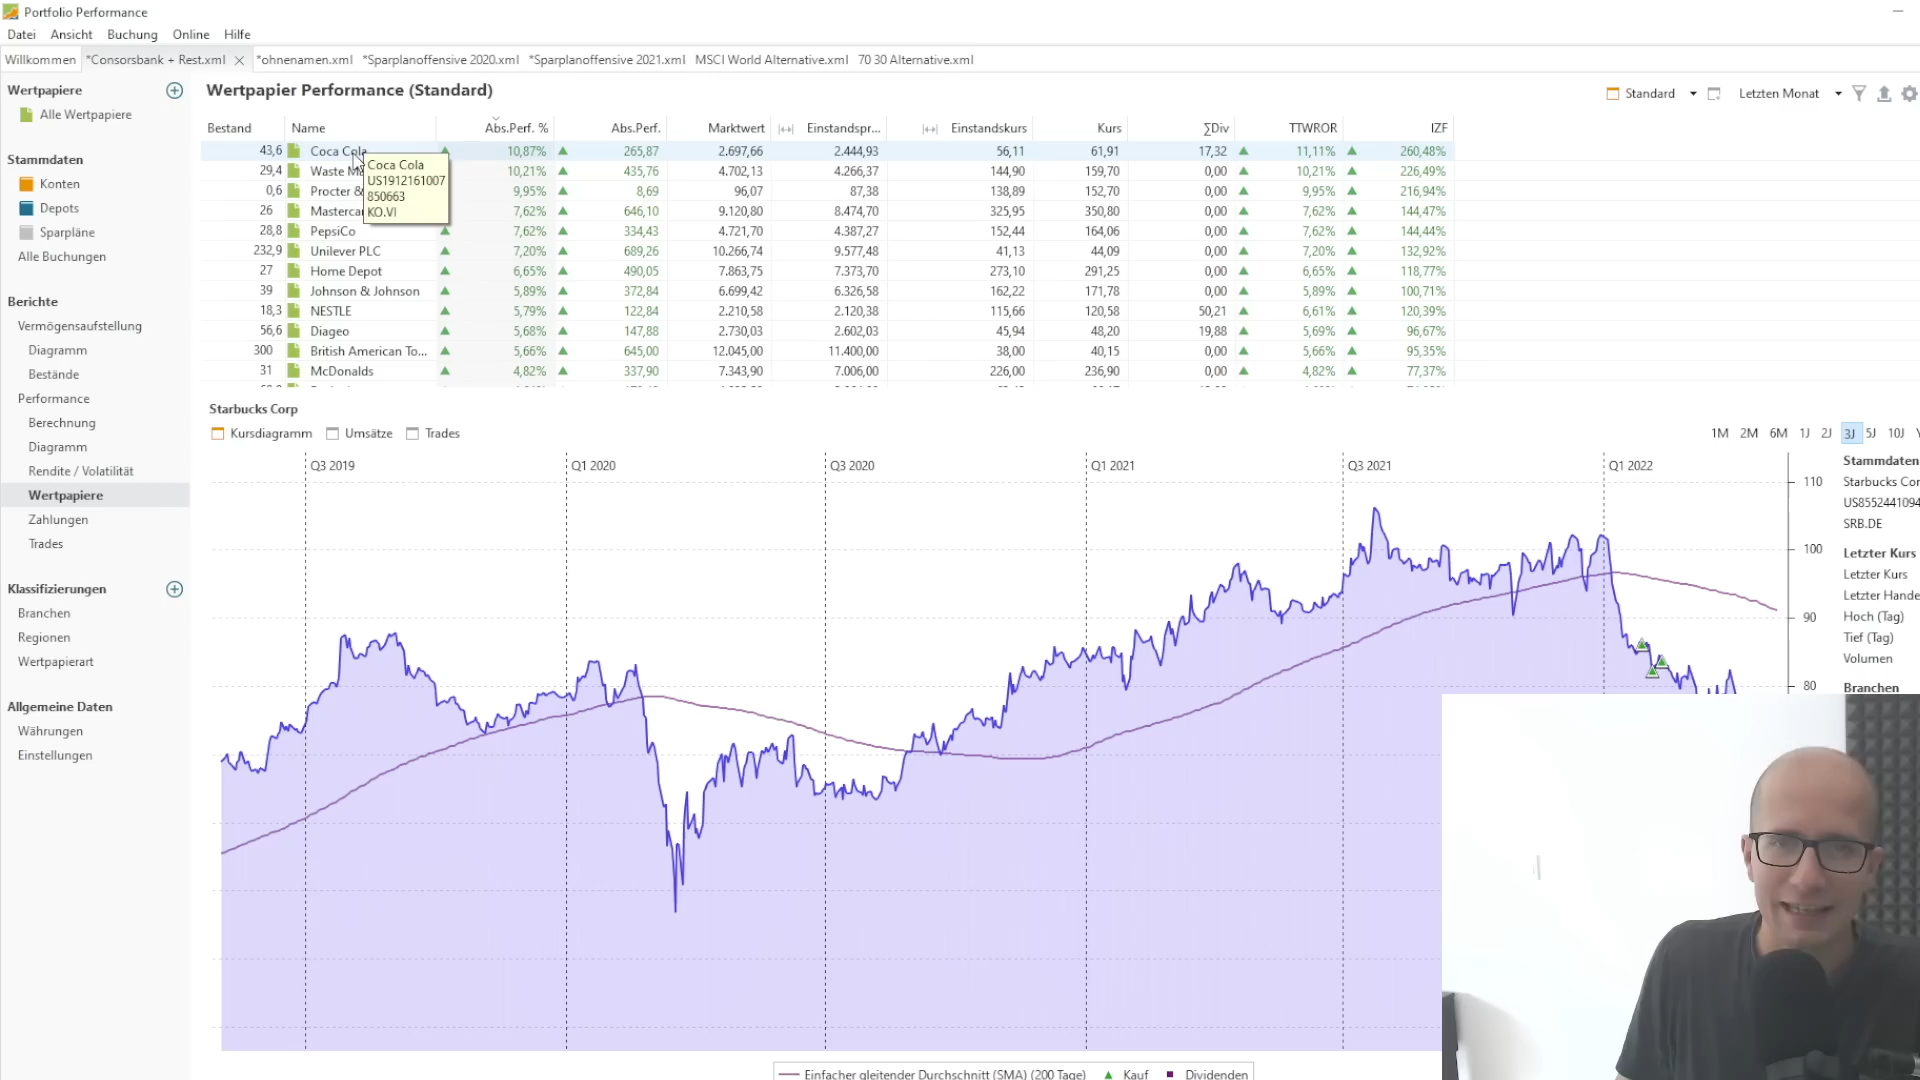 Portfolio Performance
Datei Ansicht Buchung Online Hilfe
Willkommen *Consorsbank + Rest.xml *ohnenamen.xml *Sparplanoffensive 2020.xml *Sparplanoffensive 2021.xml MSCI World Alternative.xml 70 30 Alternative.xml
Wertpapiere
Alle Wertpapiere
Stammdaten
Konten
Depots
Sparpläne
Alle Buchungen
Berichte
Vermögensaufstellung
Diagramm
Bestände
Performance
Berechnung
Diagramm
Rendite / Volatilität
Wertpapiere
Zahlungen
Trades
Klassifizierungen
Branchen
Regionen
Wertpapierart
Allgemeine Daten
Währungen
Einstellungen
Wertpapier Performance (Standard)
Standard Letzten Monat
Bestand Name Abs.Perf. % Abs.Perf. Marktwert Einstandspr... Einstandskurs Kurs ∑Div TTWROR IZF
43,6 Coca Cola 10,87% 265,87 2.697,66 2.444,93 56,11 61,91 17,32 11,11% 260,48%
29,4 Waste 10,21% 435,76 4.702,13 4.266,37 144,90 159,70 0,00 10,21% 226,49%
0,6 Procter & 9,95% 8,69 96,07 87,38 138,89 152,70 0,00 9,95% 216,94%
26 Masterca 7,62% 646,10 9.120,80 8.474,70 325,95 350,80 0,00 7,62% 144,47%
28,8 PepsiCo 7,62% 334,43 4.721,70 4.387,27 152,44 164,06 0,00 7,62% 144,44%
232,9 Unilever PLC 7,20% 689,26 10.266,74 9.577,48 41,13 44,09 0,00 7,20% 132,92%
27 Home Depot 6,65% 490,05 7.863,75 7.373,70 273,10 291,25 0,00 6,65% 118,77%
39 Johnson & Johnson 5,89% 372,84 6.699,42 6.326,58 162,22 171,78 0,00 5,89% 100,71%
18,3 NESTLE 5,79% 122,84 2.210,58 2.120,38 115,66 120,58 50,21 6,61% 120,39%
56,6 Diageo 5,68% 147,88 2.730,03 2.602,03 45,94 48,20 19,88 5,69% 96,67%
300 British American To... 5,66% 645,00 12.045,00 11.400,00 38,00 40,15 0,00 5,66% 95,35%
31 McDonalds 4,82% 337,90 7.343,90 7.006,00 226,00 236,90 0,00 4,82% 77,37%
Coca Cola
US1912161007
850663
KO.VI
Starbucks Corp
Kursdiagramm Umsätze Trades
1M 2M 6M 1J 2J 3J 5J 10J
Q3 2019 Q1 2020 Q3 2020 Q1 2021 Q3 2021 Q1 2022
110
100
90
80
Stammdaten
Starbucks Cor
US8552441094
SRB.DE
Letzter Kurs
Letzter Kurs
Letzter Hande
Hoch (Tag)
Tief (Tag)
Volumen
Branchen
Einfacher gleitender Durchschnitt (SMA) (200 Tage) Kauf Dividenden